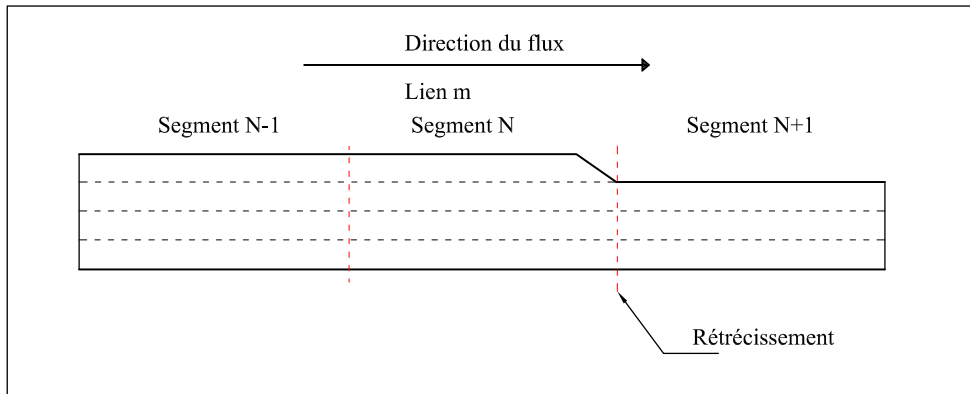 Direction du flux
Lien m
Segment N-1 Segment N Segment N+1
Rétrécissement